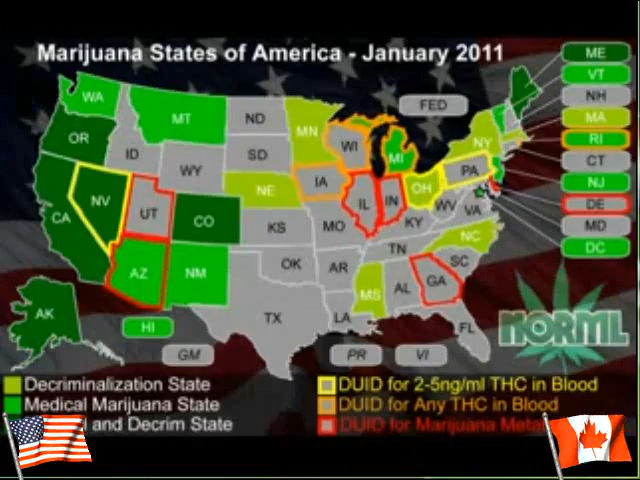 Marijuana States of America - January 2011
ME
VT
NH
MA
RI
CT
NJ
DE
MD
DC
FED
WA
MT
ND
MN
OR
ID
SD
WI
MI
NY
WY
IA
PA
NE
OH
NV
UT
IL
IN
CA
CO
WV
VA
KS
MO
KY
NC
TN
AZ
NM
OK
AR
SC
MS
AL
GA
TX
LA
FL
AK
HI
GM
PR
VI
NORML
Decriminalization State
DUID for 2-5ng/ml THC in Blood
Medical Marijuana State
DUID for Any THC in Blood
l and Decrim State
DUID for Marijuana Meta